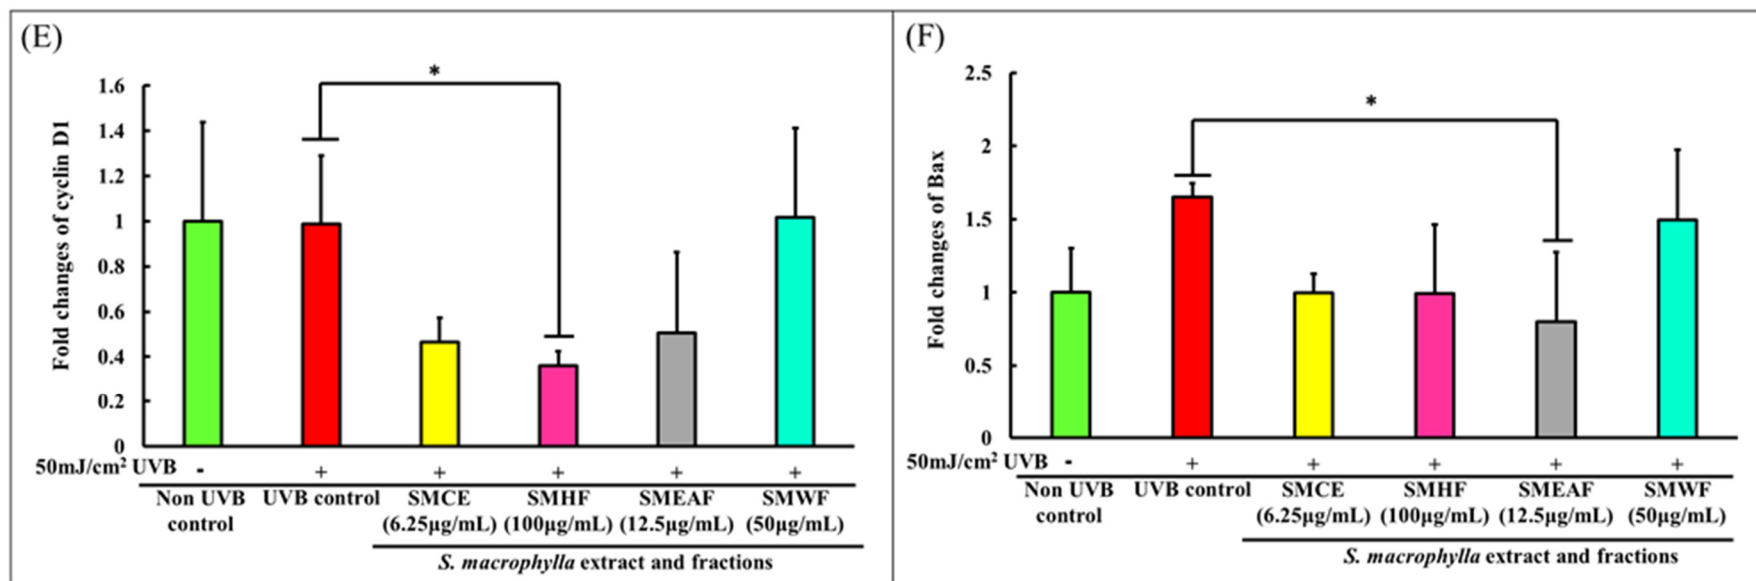 (E)
*
Fold changes of cyclin D1
1.6
1.4
1.2
1
0.8
0.6
0.4
0.2
0
50mJ/cm² UVB - + + + + +
Non UVB control UVB control SMCE (6.25µg/mL) SMHF (100µg/mL) SMEAF (12.5µg/mL) SMWF (50µg/mL)
S. macrophylla extract and fractions
(F)
*
Fold changes of Bax
2.5
2
1.5
1
0.5
0
50mJ/cm² UVB - + + + + +
Non UVB control UVB control SMCE (6.25µg/mL) SMHF (100µg/mL) SMEAF (12.5µg/mL) SMWF (50µg/mL)
S. macrophylla extract and fractions